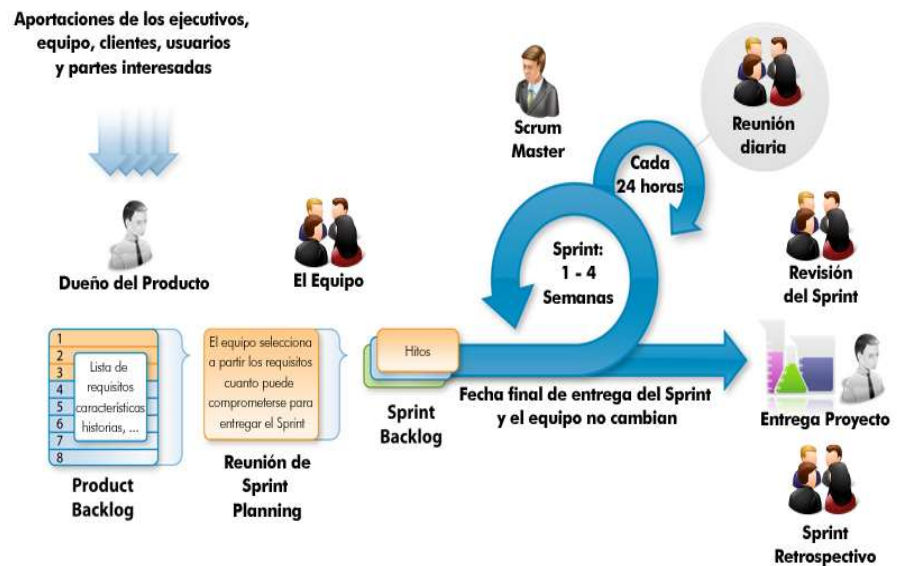 Aportaciones de los ejecutivos,
equipo, clientes, usuarios
y partes interesadas
Dueño del Producto
El Equipo
Scrum
Master
Cada
24 horas
Reunión
diaria
Sprint:
1 - 4
Semanas
Revisión
del Sprint
1
2
3
4
5
6
7
8
Lista de
requisitos
características
historias, ...
Product
Backlog
El equipo selecciona
a partir los requisitos
cuanto puede
comprometerse para
entregar el Sprint
Reunión de
Sprint
Planning
Hitos
Sprint
Backlog
Fecha final de entrega del Sprint
y el equipo no cambian
Entrega Proyecto
Sprint
Retrospectivo